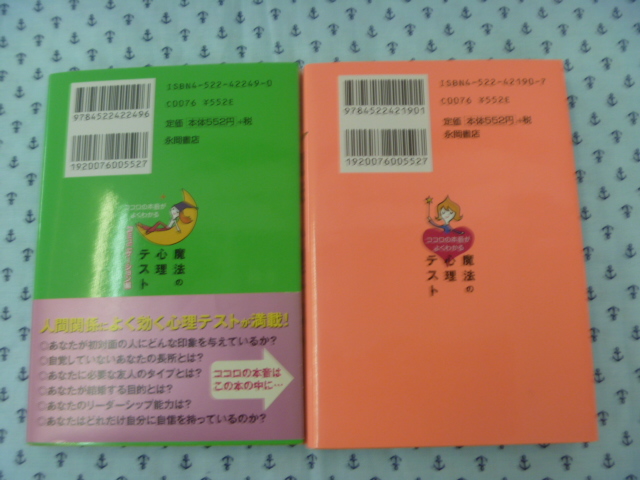 9784522422496
1920076005527
ISBN4-522-42249-0
C0076 ¥552E
定価 本体552円+税
永岡書店
ココロの本音が
よくわかる
魔法の
心理
テスト
人間関係によく効く心理テストが満載!
○あなたが初対面の人にどんな印象を与えているか?
○自覚していないあなたの長所とは?
○あなたに必要な友人のタイプとは?
○あなたが結婚する目的とは?
○あなたのリーダーシップ能力は?
○あなたはどれだけ自分に自信を持っているのか?
ココロの本音は
この本の中に…
9784522421901
1920076005527
ISBN4-522-42190-7
C0076 ¥552E
定価 本体552円+税
永岡書店
ココロの本音が
よくわかる
魔法の
心理
テスト